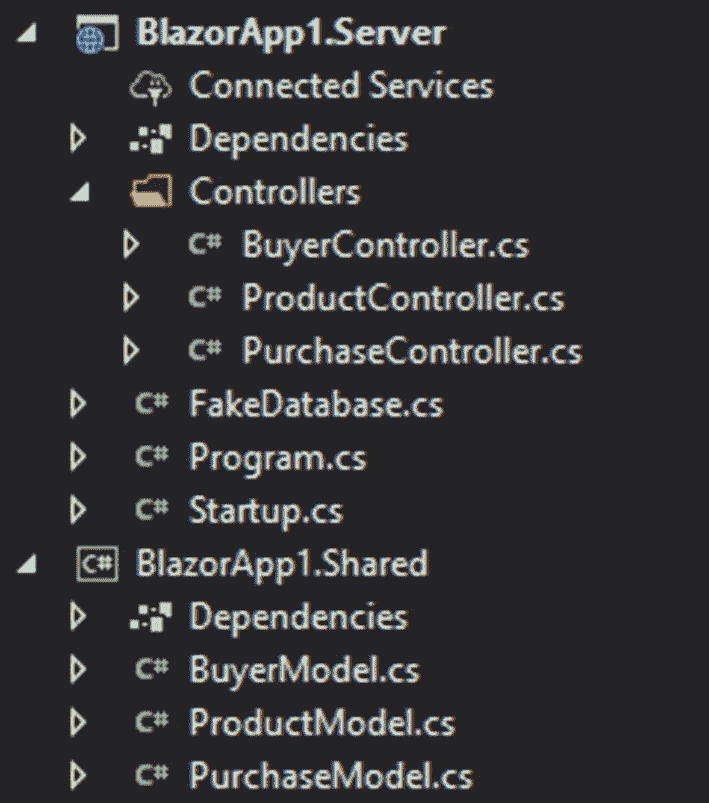 BlazorApp1.Server
Connected Services
Dependencies
Controllers
C# BuyerController.cs
C# ProductController.cs
C# PurchaseController.cs
C# FakeDatabase.cs
C# Program.cs
C# Startup.cs
C# BlazorApp1.Shared
Dependencies
C# BuyerModel.cs
C# ProductModel.cs
C# PurchaseModel.cs